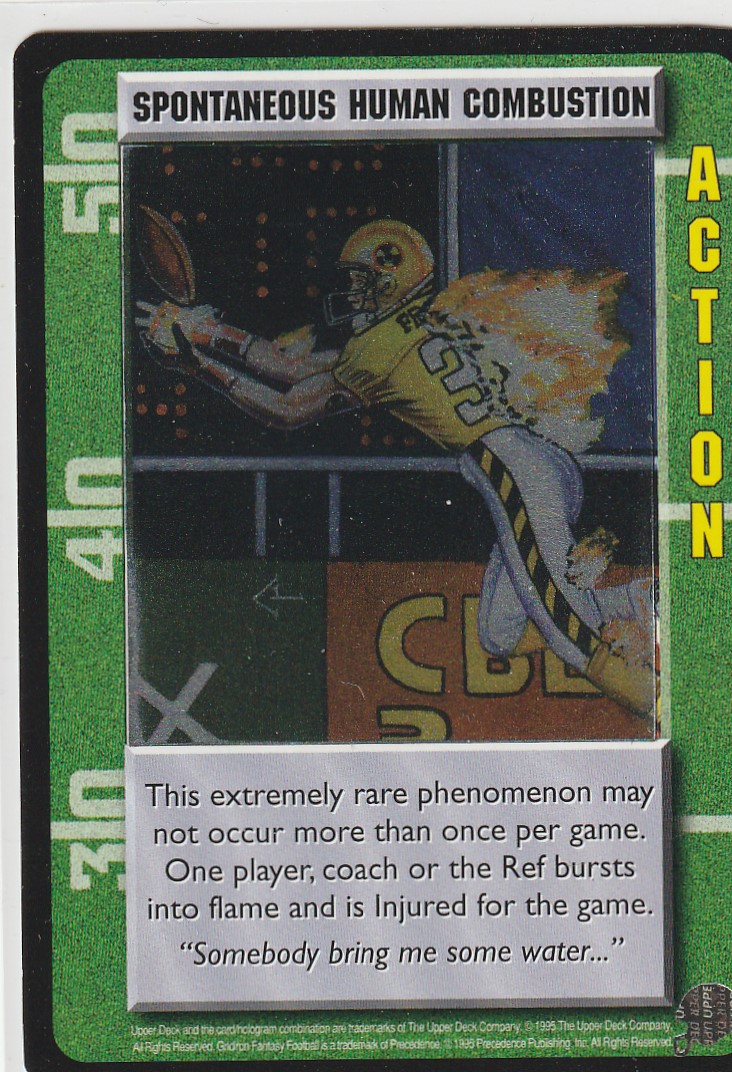 SPONTANEOUS HUMAN COMBUSTION
ACTION
50
40
30
3
CBE
This extremely rare phenomenon may
not occur more than once per game.
One player, coach or the Ref bursts
into flame and is Injured for the game.
“Somebody bring me some water...”
Upper Deck and the card/hologram combination are trademarks of The Upper Deck Company. © 1995 The Upper Deck Company.
All Rights Reserved. Gridiron Fantasy Football is a trademark of Precedence. © 1995 Precedence Publishing, Inc. All Rights Reserved.